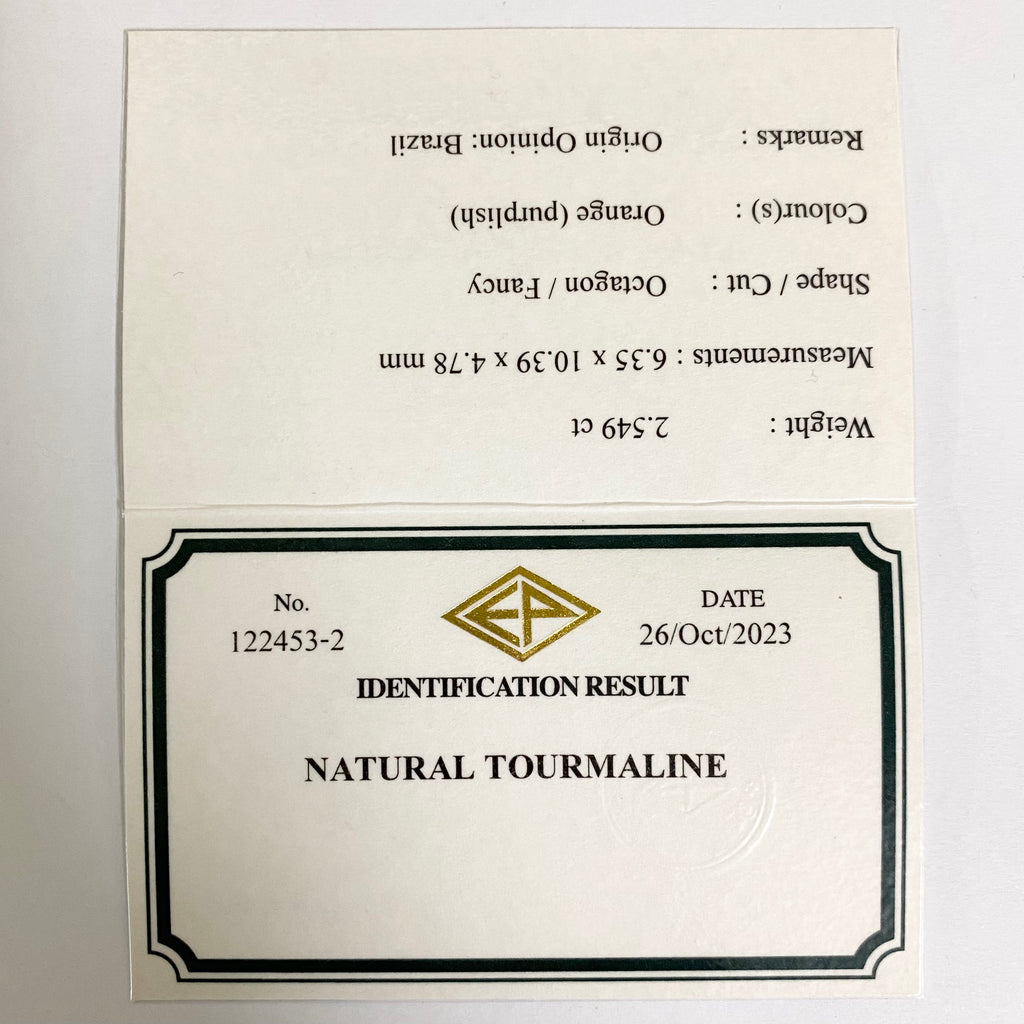 Weight : 2.549 ct
Measurements : 6.35 x 10.39 x 4.78 mm
Shape / Cut : Octagon / Fancy
Colour(s) : Orange (purplish)
Remarks : Origin Opinion: Brazil
No.
122453-2
EP
DATE
26/Oct/2023
IDENTIFICATION RESULT
NATURAL TOURMALINE